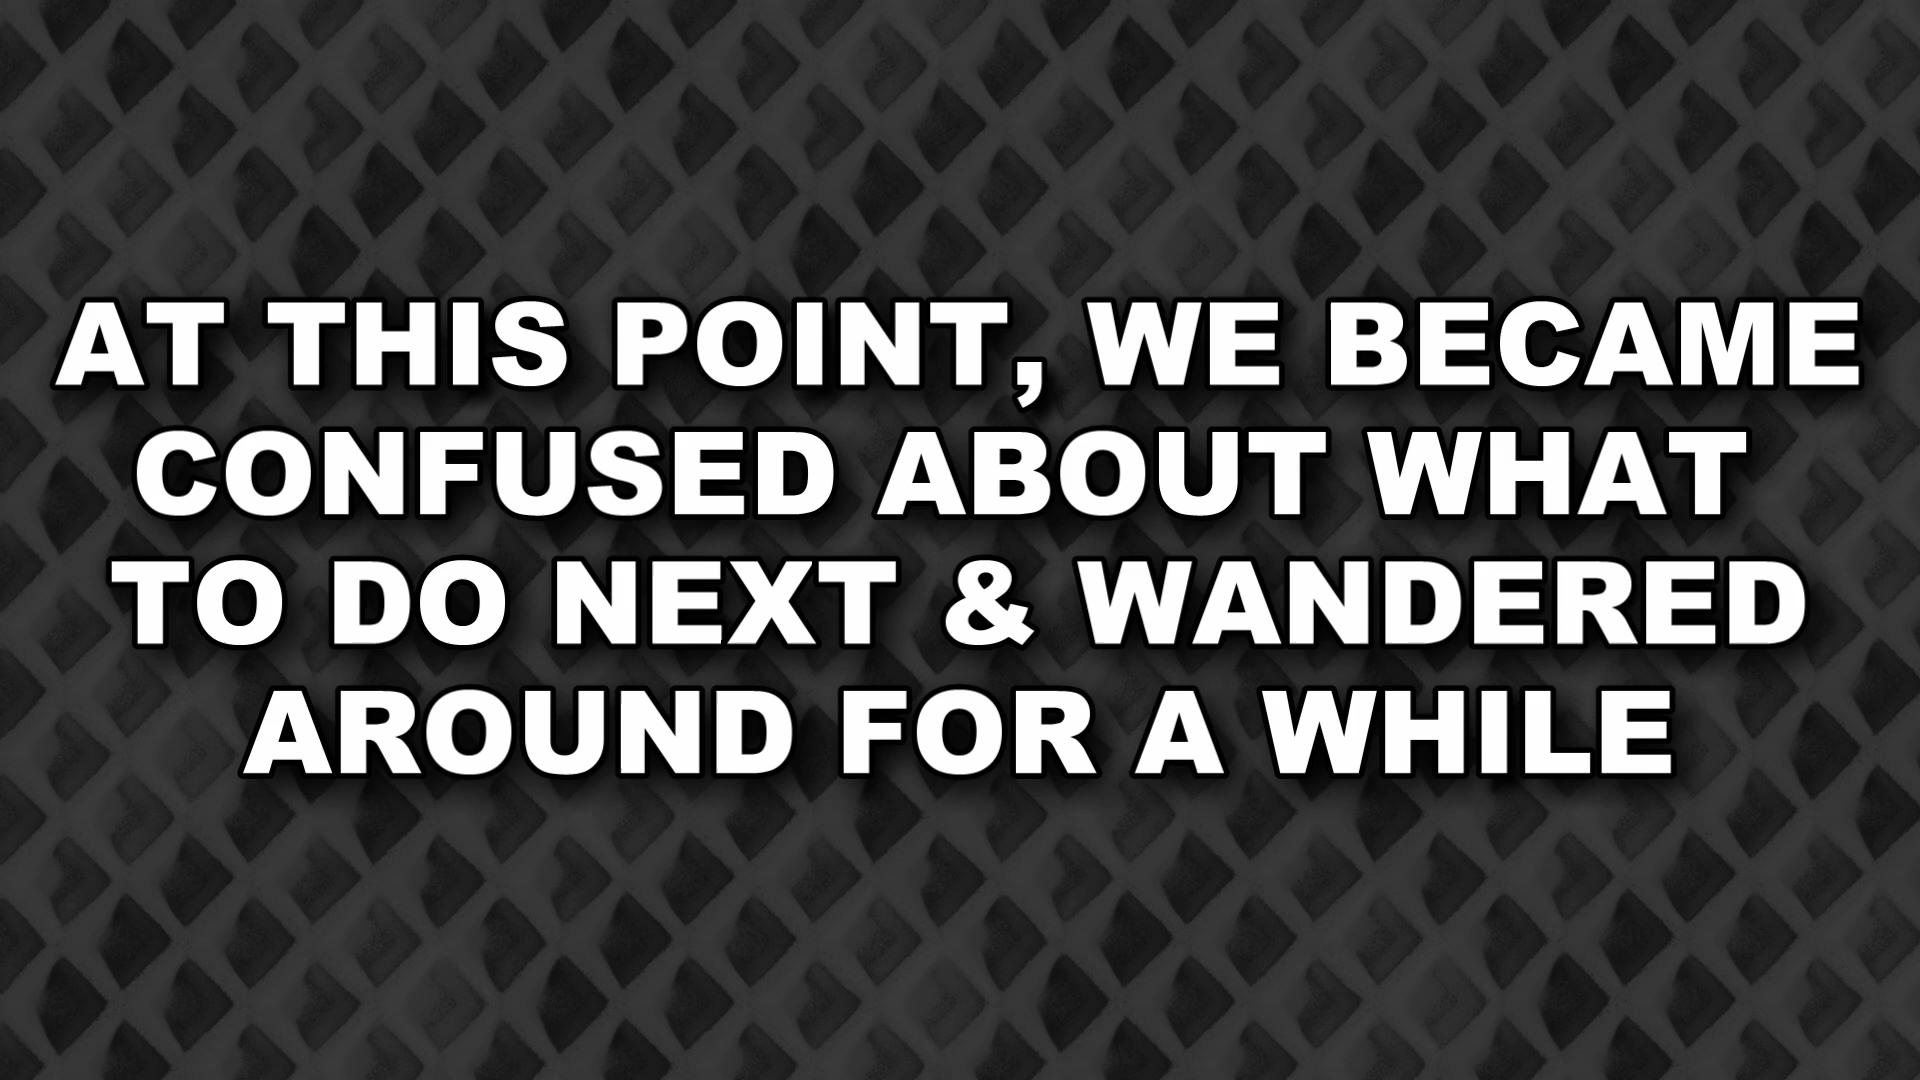 AT THIS POINT, WE BECAME
CONFUSED ABOUT WHAT
TO DO NEXT & WANDERED
AROUND FOR A WHILE